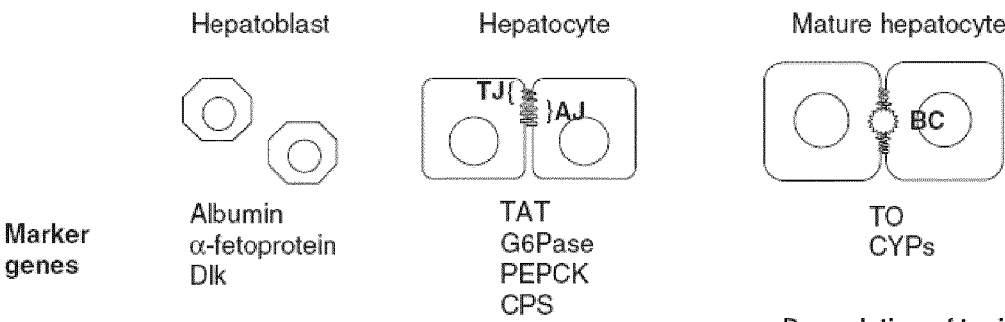 Hepatoblast Hepatocyte Mature hepatocyte
TJ{
}AJ
BC
Marker genes
Albumin
α-fetoprotein
Dlk
TAT
G6Pase
PEPCK
CPS
TO
CYPs